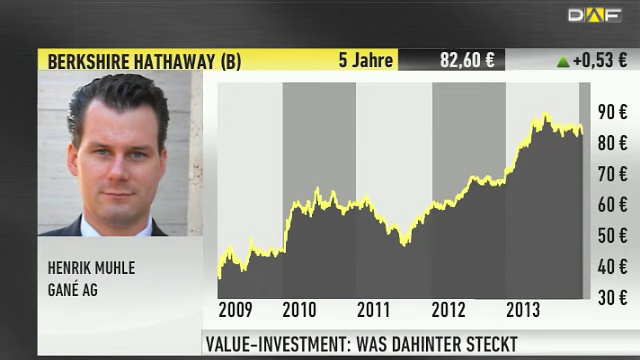 DAF
BERKSHIRE HATHAWAY (B) 5 Jahre 82,60 € +0,53 €
90 €
80 €
70 €
60 €
50 €
40 €
30 €
HENRIK MUHLE
GANÉ AG
2009 2010 2011 2012 2013
VALUE-INVESTMENT: WAS DAHINTER STECKT